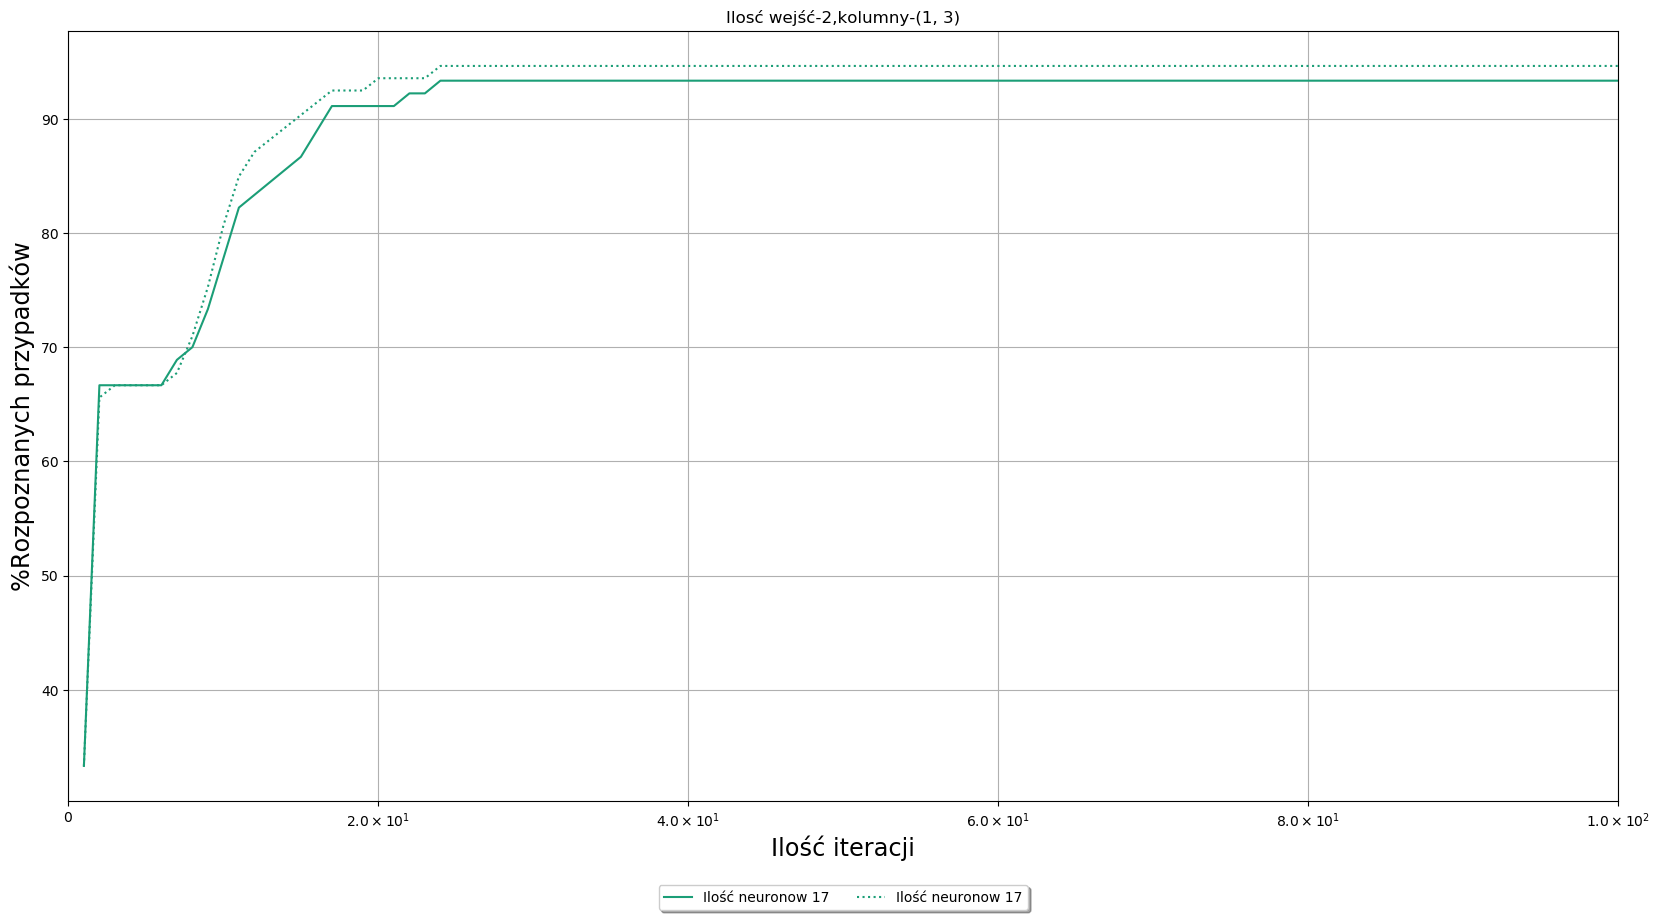 Ilosć wejść-2,kolumny-(1, 3)
%Rozpoznanych przypadków
90
80
70
60
50
40
0 2.0 × 10¹ 4.0 × 10¹ 6.0 × 10¹ 8.0 × 10¹ 1.0 × 10²
Ilość iteracji
Ilość neuronow 17 Ilość neuronow 17